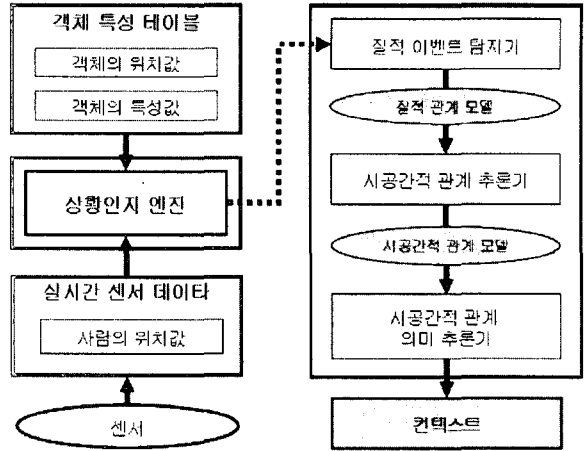 객체 특성 테이블
객체의 위치값
객체의 특성값
상황인지 엔진
실시간 센서 데이타
사람의 위치값
센서
질적 이벤트 탐지기
질적 관계 모델
시공간적 관계 추론기
시공간적 관계 모델
시공간적 관계
의미 추론기
컨텍스트